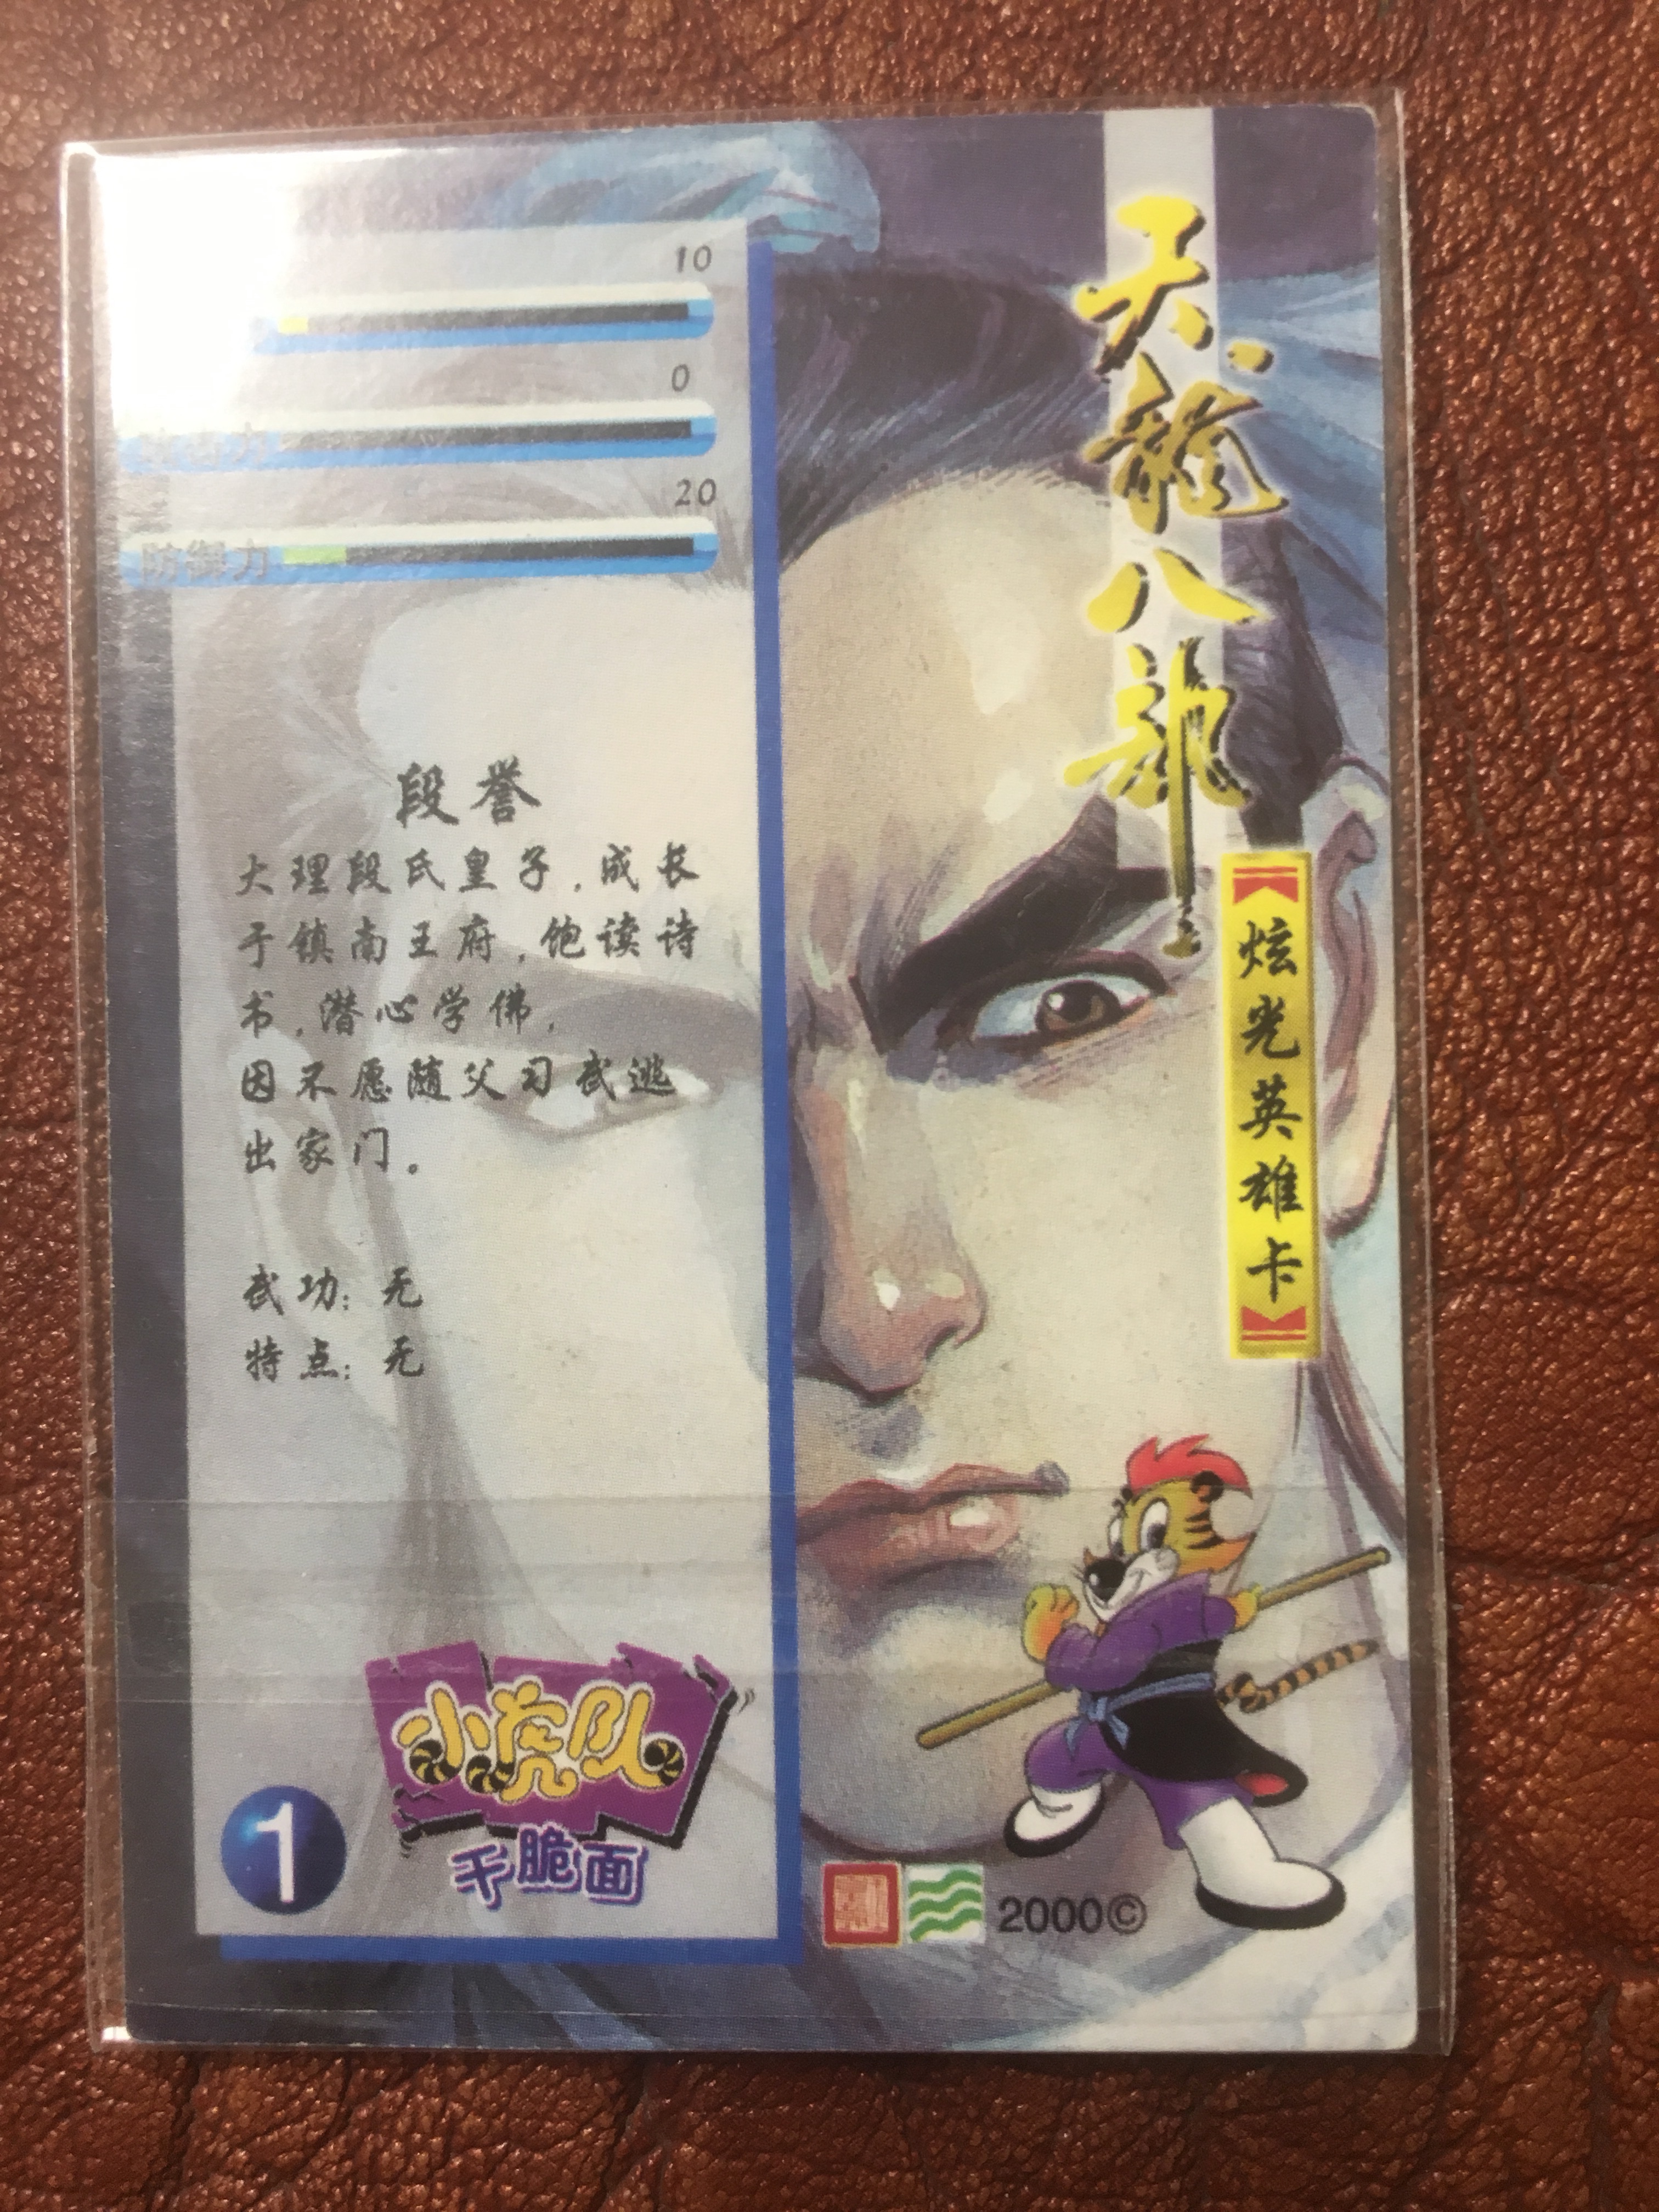 10
0
攻击力
20
防御力
段誉
大理段氏皇子,成长
于镇南王府,饱读诗
书,潜心学佛,
因不愿随父习武逃
出家门。
武功:无
特点:无
1
小虎队
干脆面
天龍八部
炫光英雄卡
2000©